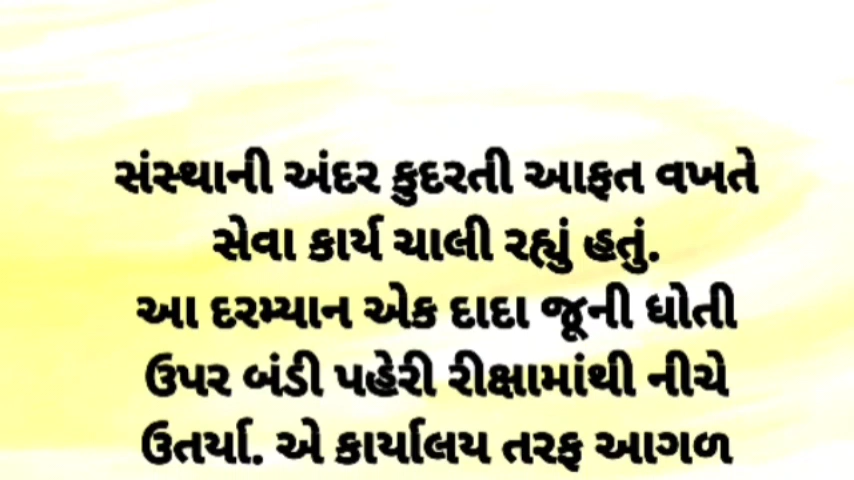 સંસ્થાની અંદર કુદરતી આફત વખતે
સેવા કાર્ય ચાલી રહ્યું હતું.
આ દરમ્યાન એક દાદા જૂની ધોતી
ઉપર બંડી પહેરી રીક્ષામાંથી નીચે
ઉતર્યા. એ કાર્યાલય તરફ આગળ